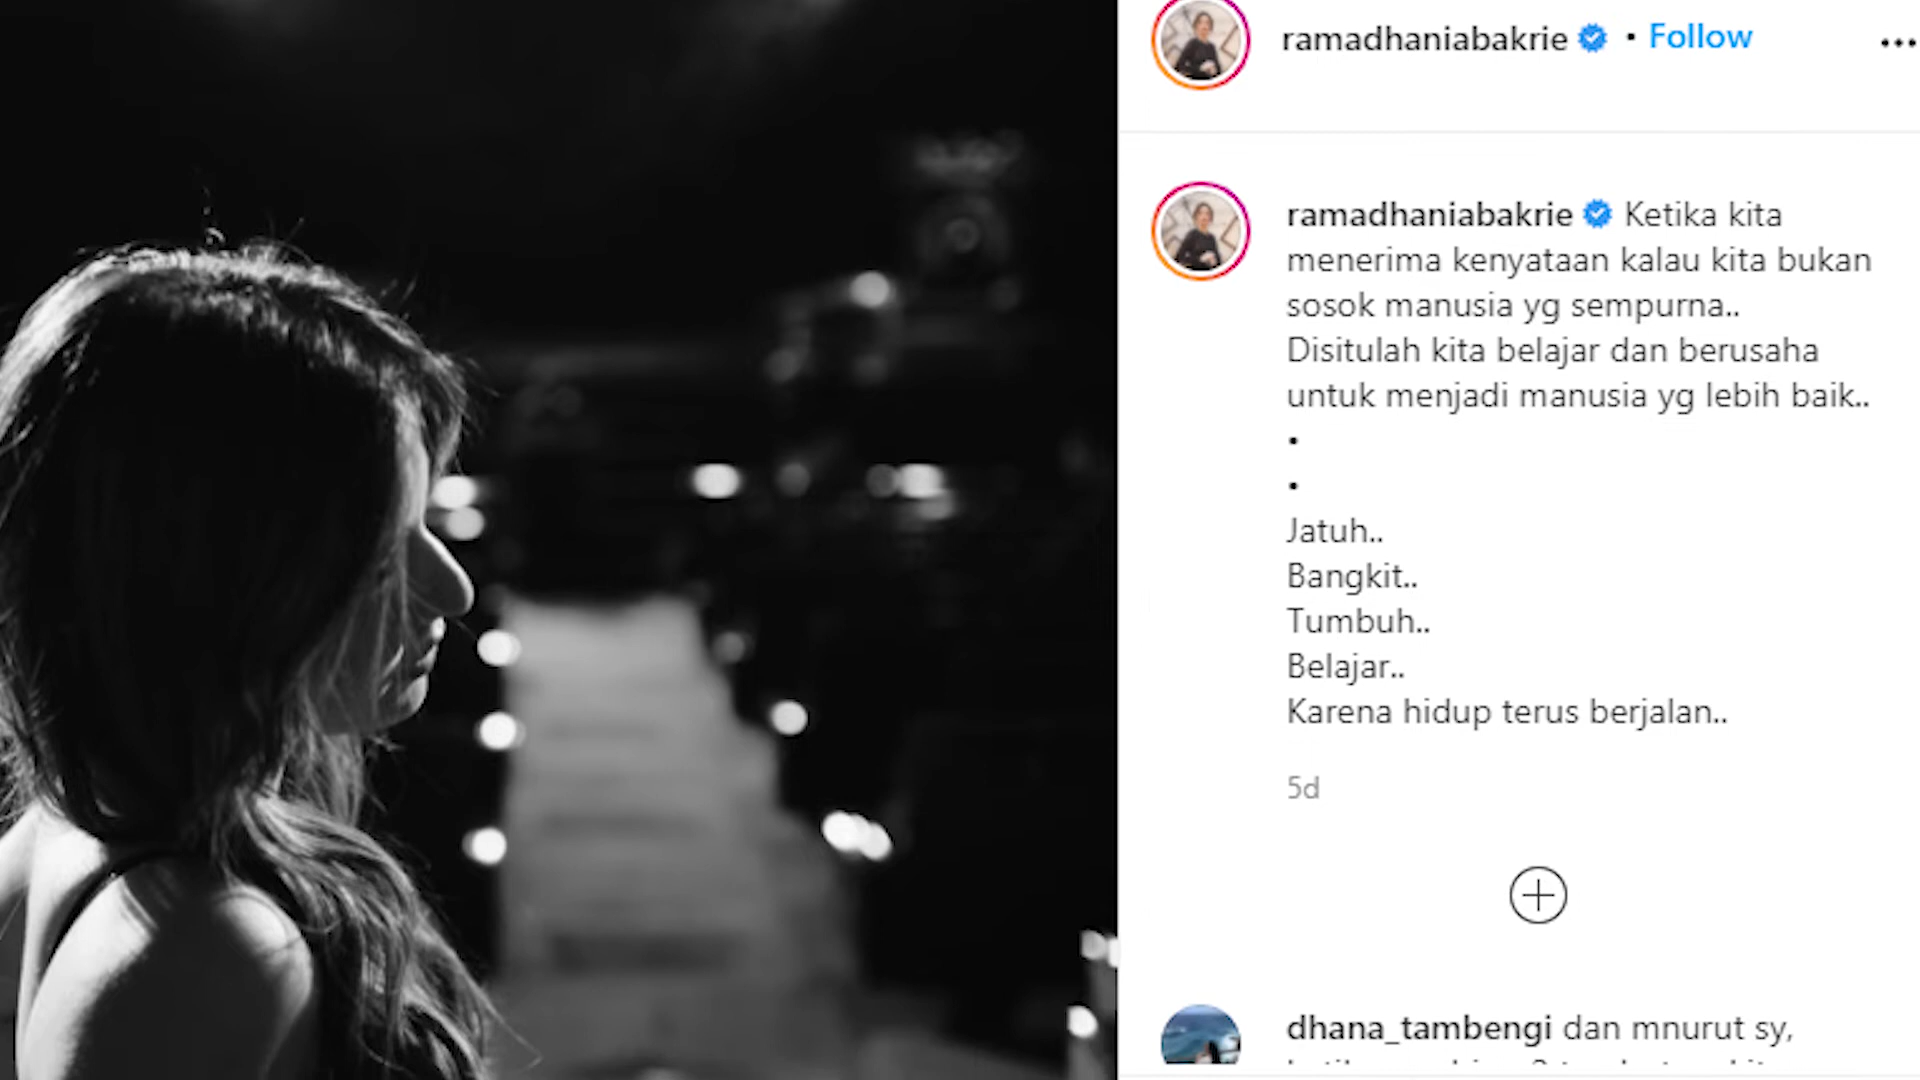 ramadhaniabakrie • Follow
ramadhaniabakrie Ketika kita
menerima kenyataan kalau kita bukan
sosok manusia yg sempurna..
Disitulah kita belajar dan berusaha
untuk menjadi manusia yg lebih baik..
•
•
Jatuh..
Bangkit..
Tumbuh..
Belajar..
Karena hidup terus berjalan..
5d
dhana_tambengi dan mnurut sy,